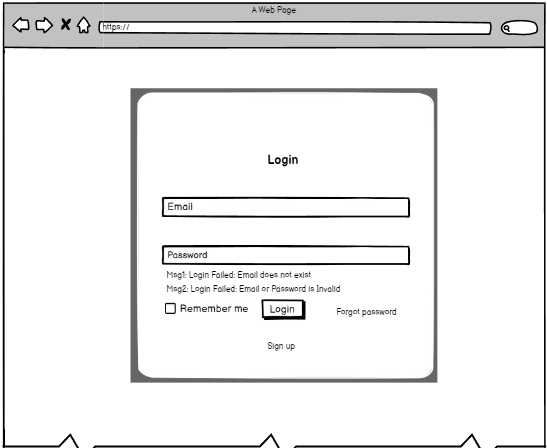 A Web Page
https://
Login
Email
Password
Msg1: Login Failed: Email does not exist
Msg2: Login Failed: Email or Password is Invalid
Remember me Login Forgot password
Sign up